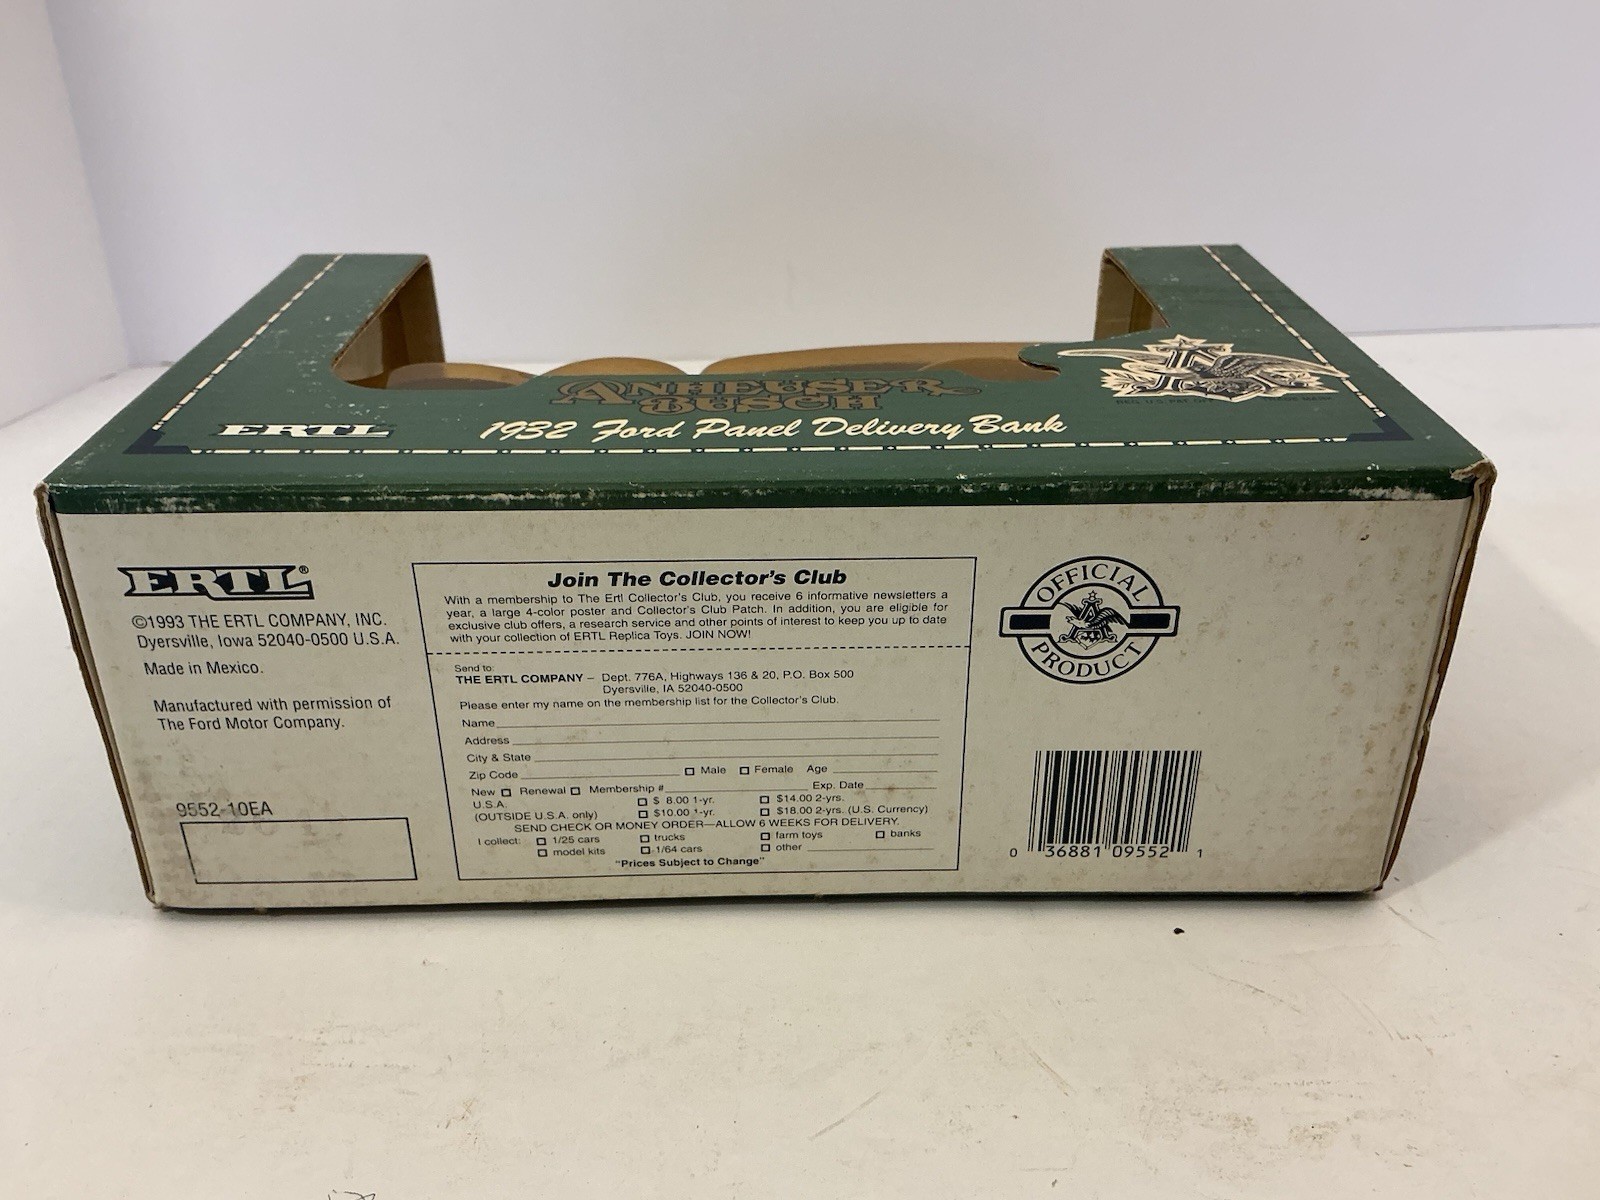 ANHEUSER
BUSCH
ERTL
1932 Ford Panel Delivery Bank
REG. U.S. PAT.
ERTL®
©1993 THE ERTL COMPANY, INC.
Dyersville, Iowa 52040-0500 U.S.A.
Made in Mexico.
Manufactured with permission of
The Ford Motor Company.
9552-10EA
Join The Collector's Club
With a membership to The Ertl Collector's Club, you receive 6 informative newsletters a
year, a large 4-color poster and Collector's Club Patch. In addition, you are eligible for
exclusive club offers, a research service and other points of interest to keep you up to date
with your collection of ERTL Replica Toys. JOIN NOW!
Send to:
THE ERTL COMPANY – Dept. 776A, Highways 136 & 20, P.O. Box 500
Dyersville, IA 52040-0500
Please enter my name on the membership list for the Collector's Club.
Name
Address
City & State
Zip Code Male Female Age
New Renewal Membership # Exp. Date
U.S.A. $ 8.00 1-yr. $14.00 2-yrs.
(OUTSIDE U.S.A. only) $10.00 1-yr. $18.00 2-yrs. (U.S. Currency)
SEND CHECK OR MONEY ORDER—ALLOW 6 WEEKS FOR DELIVERY.
I collect: 1/25 cars trucks farm toys banks
model kits 1/64 cars other
"Prices Subject to Change"
OFFICIAL
PRODUCT
0 36881 09552 1